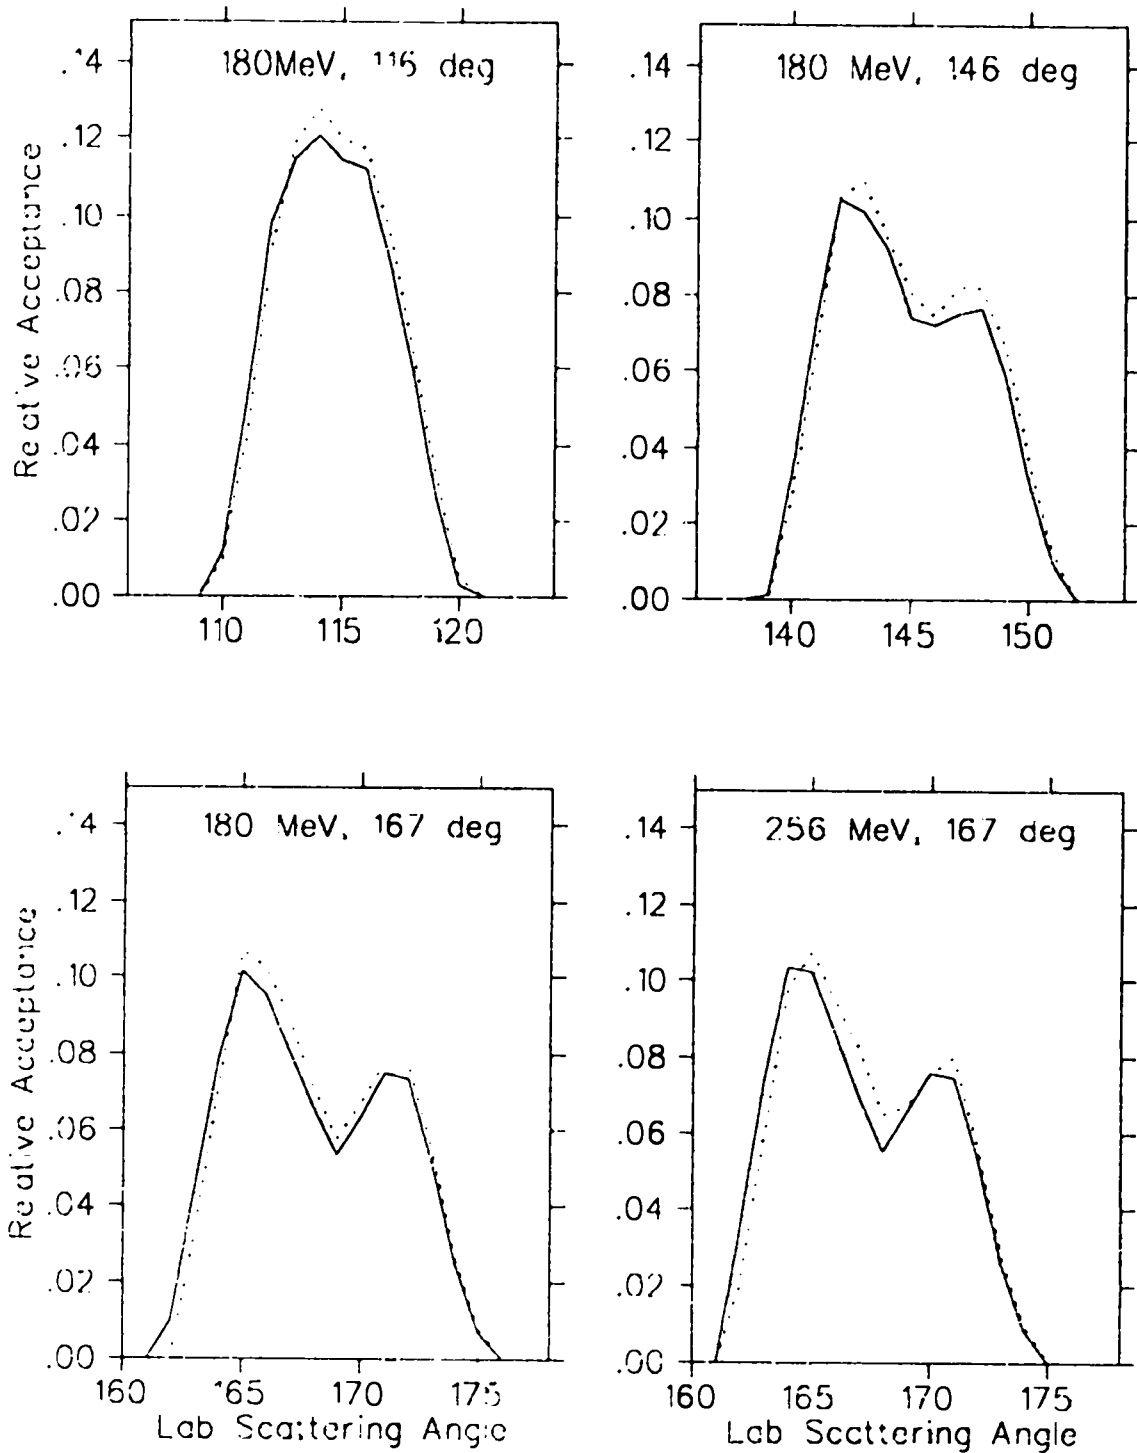 180MeV, 116 deg
.14
.12
.10
.08
.06
.04
.02
.00
110 115 120
Relative Acceptance
180 MeV, 146 deg
.14
.12
.10
.08
.06
.04
.02
.00
140 145 150
180 MeV, 167 deg
.14
.12
.10
.08
.06
.04
.02
.00
160 165 170 175
Relative Acceptance
Lab Scattering Angle
256 MeV, 167 deg
.14
.12
.10
.08
.06
.04
.02
.00
160 165 170 175
Lab Scattering Angle